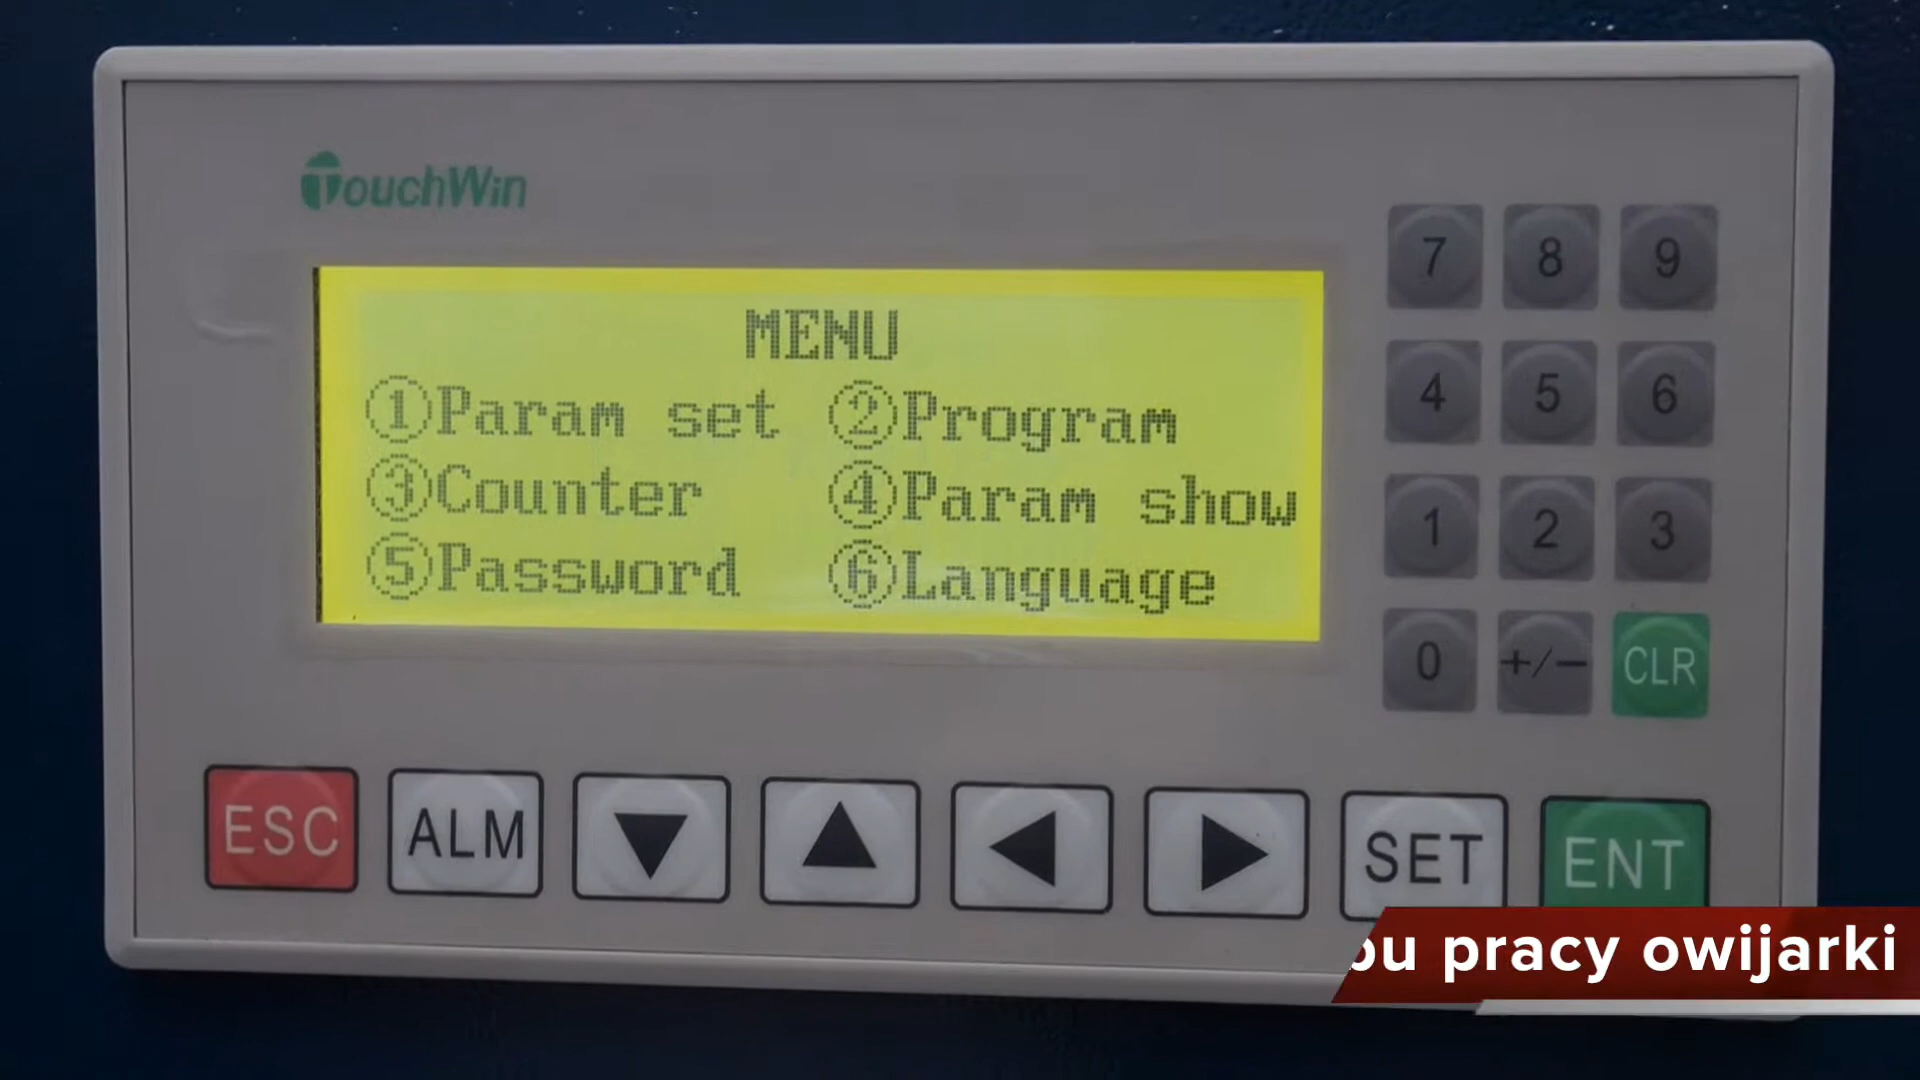 TouchWin
MENU
①Param set ②Program
③Counter ④Param show
⑤Password ⑥Language
7 8 9
4 5 6
1 2 3
0 +/- CLR
ESC ALM ▼ ▲ ◀ ▶ SET ENT
pracy owijarki